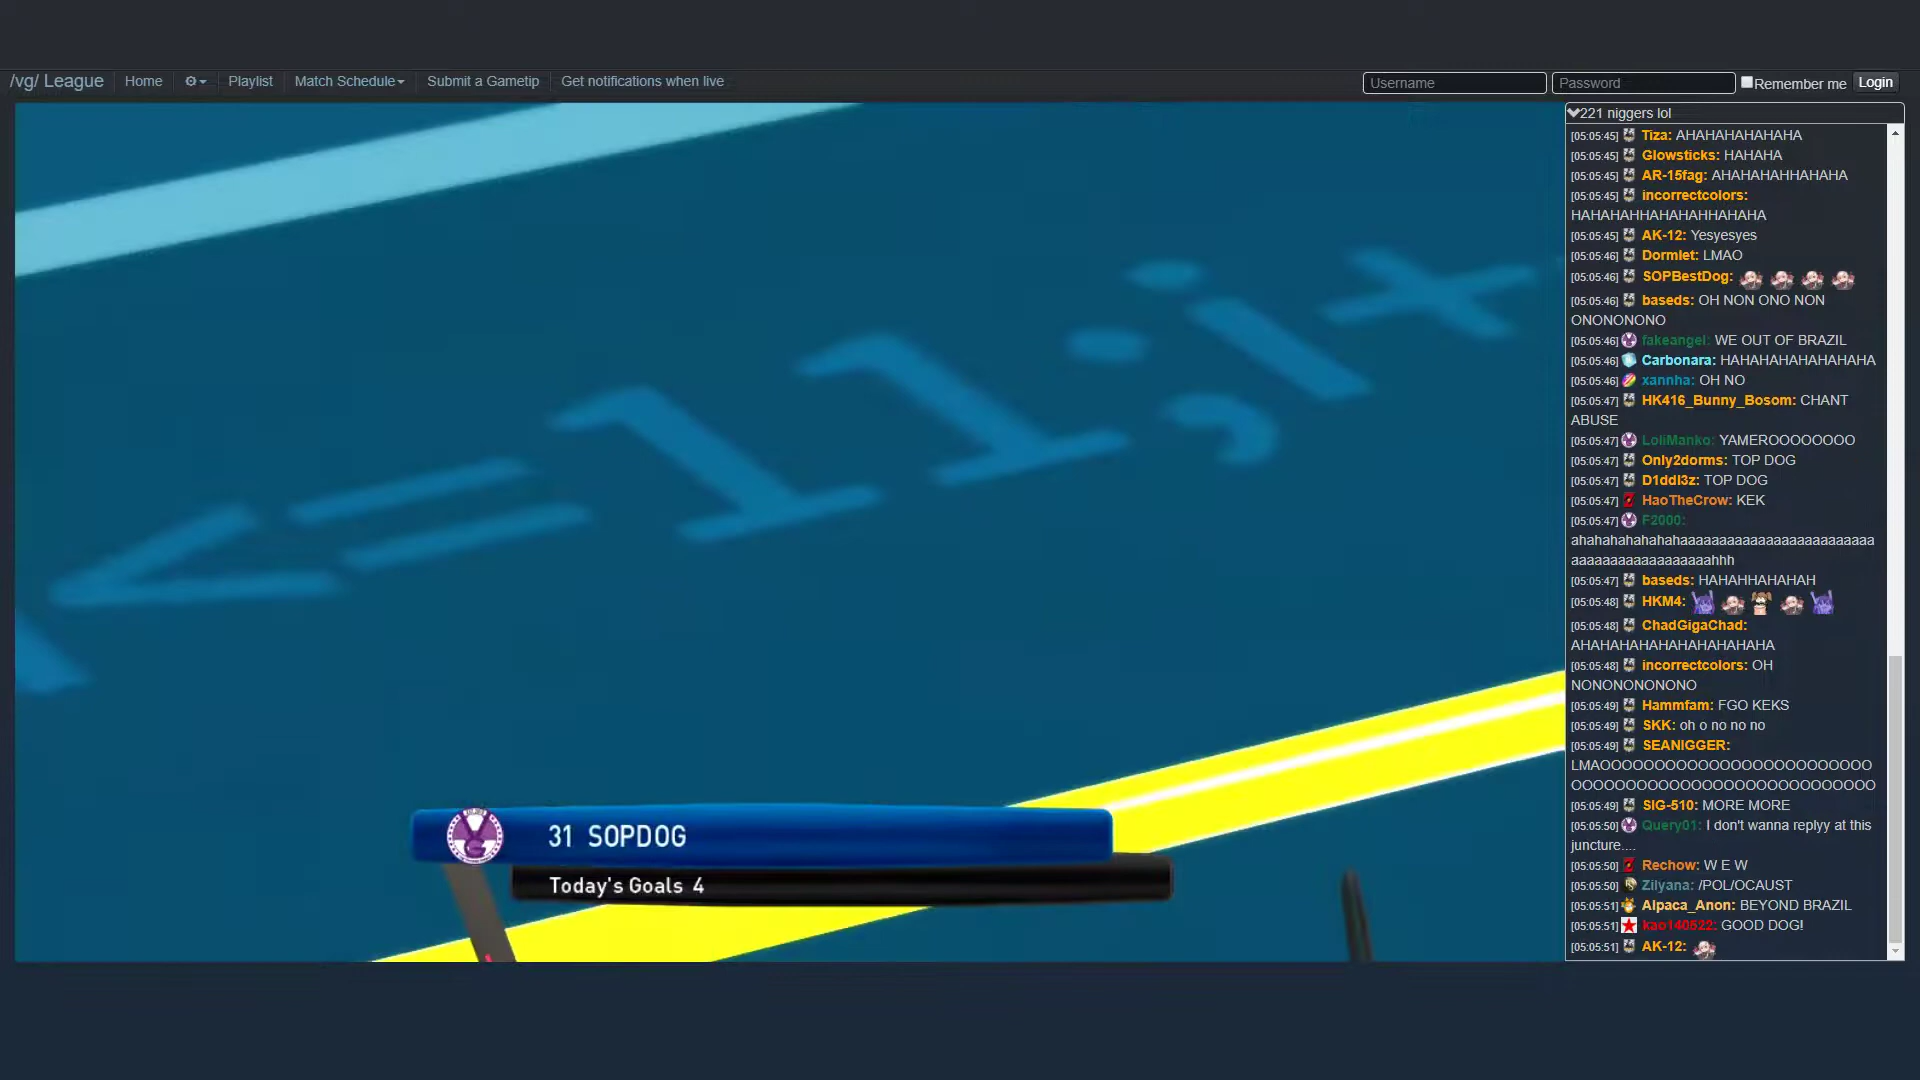 /vg/ League Home Playlist Match Schedule Submit a Gametip Get notifications when live Username Password Remember me Login
221 niggers lol
[05:05:45] Tiza: AHAHAHAHAHAHA
[05:05:45] Glowsticks: HAHAHA
[05:05:45] AR-15fag: AHAHAHAHHAHAHA
[05:05:45] incorrectcolors:
HAHAHAHHAHAHAHHAHAHA
[05:05:45] AK-12: Yesyesyes
[05:05:46] Dormlet: LMAO
[05:05:46] SOPBestDog:
[05:05:46] baseds: OH NON ONO NON
ONONONONO
[05:05:46] fakeangel: WE OUT OF BRAZIL
[05:05:46] Carbonara: HAHAHAHAHAHAHAHA
[05:05:46] xannha: OH NO
[05:05:47] HK416_Bunny_Bosom: CHANT
ABUSE
[05:05:47] LoliManko: YAMEROOOOOOOO
[05:05:47] Only2dorms: TOP DOG
[05:05:47] D1ddl3z: TOP DOG
[05:05:47] HaoTheCrow: KEK
[05:05:47] F2000:
ahahahahahahahaaaaaaaaaaaaaaaaaaaaaaaaaa
aaaaaaaaaaaaaaaaaahhh
[05:05:47] baseds: HAHAHHAHAHAH
[05:05:48] HKM4:
[05:05:48] ChadGigaChad:
AHAHAHAHAHAHAHAHAHA
[05:05:48] incorrectcolors: OH
NONONONONONO
[05:05:49] Hammfam: FGO KEKS
[05:05:49] SKK: oh o no no no
[05:05:49] SEANIGGER:
LMAOOOOOOOOOOOOOOOOOOOOOOOO
OOOOOOOOOOOOOOOOOOOOOOOOOOOO
[05:05:49] SIG-510: MORE MORE
[05:05:50] Query01: I don't wanna replyy at this
juncture....
[05:05:50] Rechow: W E W
[05:05:50] Zilyana: /POL/OCAUST
[05:05:51] Alpaca_Anon: BEYOND BRAZIL
[05:05:51] kao140522: GOOD DOG!
[05:05:51] AK-12:
<=11;i+
31 SOPDOG
Today's Goals 4